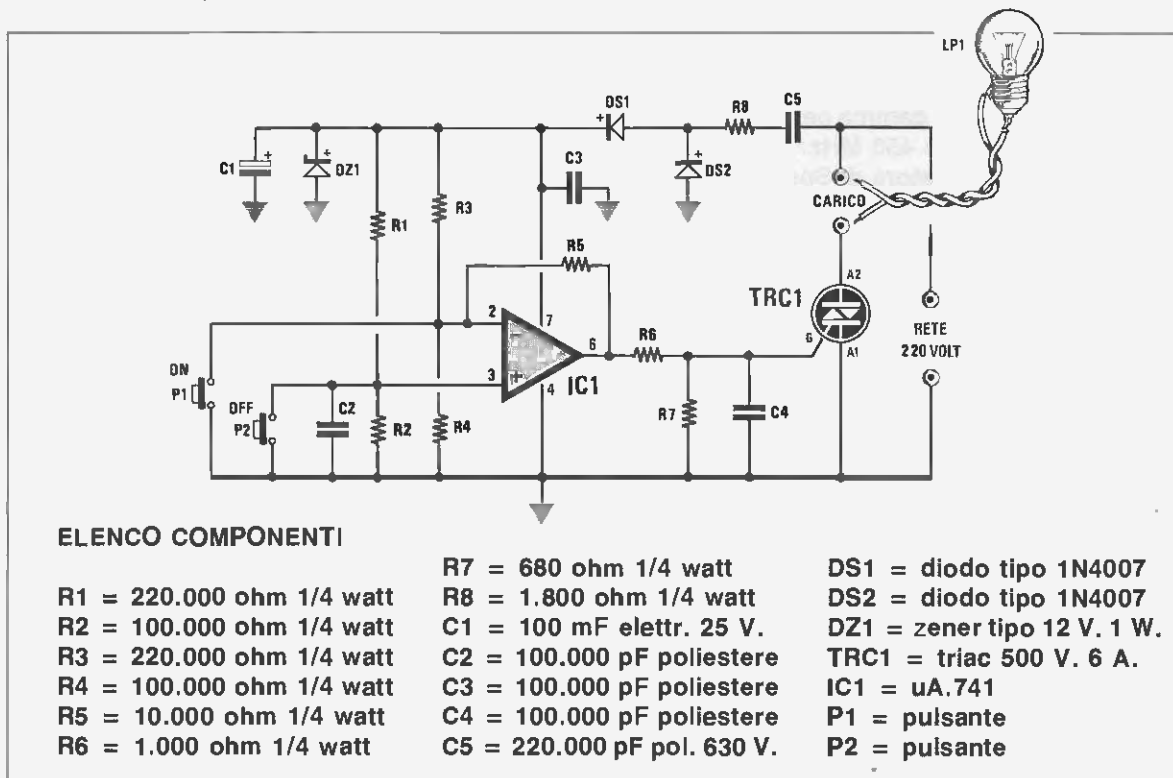 LP1
DS1
R8
C5
C1
DZ1
R1
R3
C3
DS2
CARICO
R5
TRC1
A2
G
A1
RETE
220 VOLT
2
7
6
3
4
IC1
R6
ON
P1
OFF
P2
C2
R2
R4
R7
C4
ELENCO COMPONENTI
R1 = 220.000 ohm 1/4 watt
R2 = 100.000 ohm 1/4 watt
R3 = 220.000 ohm 1/4 watt
R4 = 100.000 ohm 1/4 watt
R5 = 10.000 ohm 1/4 watt
R6 = 1.000 ohm 1/4 watt
R7 = 680 ohm 1/4 watt
R8 = 1.800 ohm 1/4 watt
C1 = 100 mF elettr. 25 V.
C2 = 100.000 pF poliestere
C3 = 100.000 pF poliestere
C4 = 100.000 pF poliestere
C5 = 220.000 pF pol. 630 V.
DS1 = diodo tipo 1N4007
DS2 = diodo tipo 1N4007
DZ1 = zener tipo 12 V. 1 W.
TRC1 = triac 500 V. 6 A.
IC1 = uA.741
P1 = pulsante
P2 = pulsante